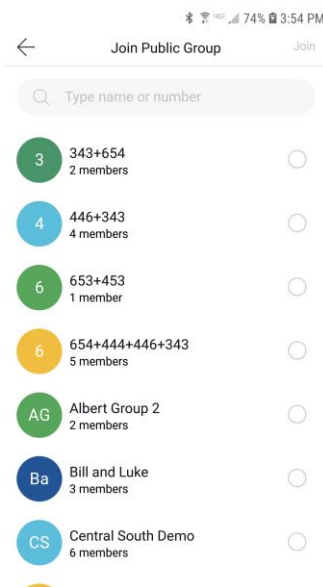 74% 3:54 PM
Join Public Group Join
Type name or number
3 343+654
2 members
4 446+343
4 members
6 653+453
1 member
6 654+444+446+343
5 members
AG Albert Group 2
2 members
Ba Bill and Luke
3 members
CS Central South Demo
6 members